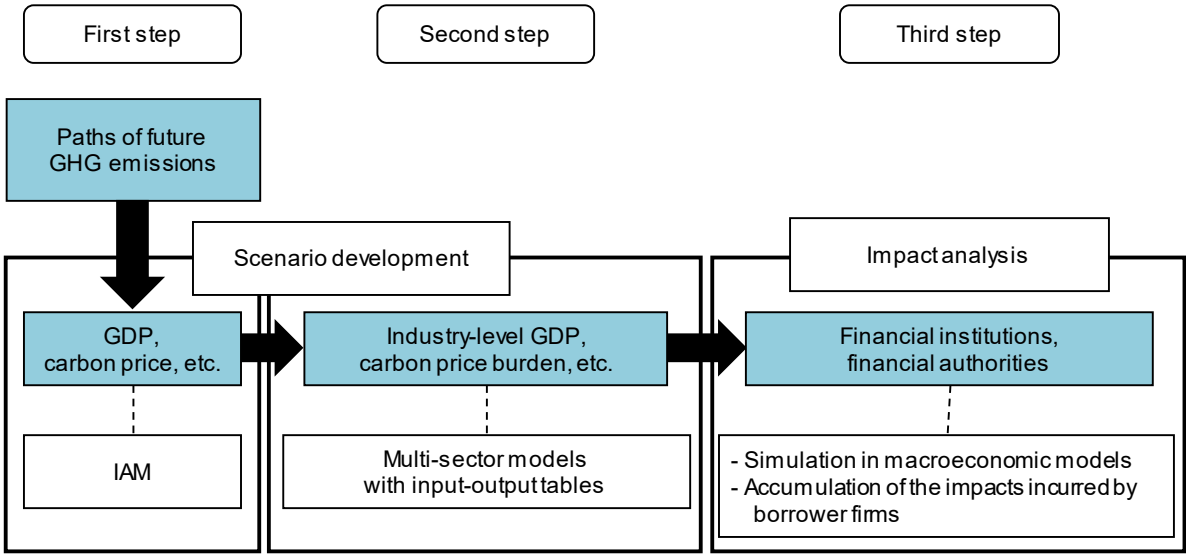 First step
Second step
Third step
Paths of future
GHG emissions
Scenario development
Impact analysis
GDP,
carbon price, etc.
Industry-level GDP,
carbon price burden, etc.
Financial institutions,
financial authorities
IAM
Multi-sector models
with input-output tables
- Simulation in macroeconomic models
- Accumulation of the impacts incurred by
borrower firms